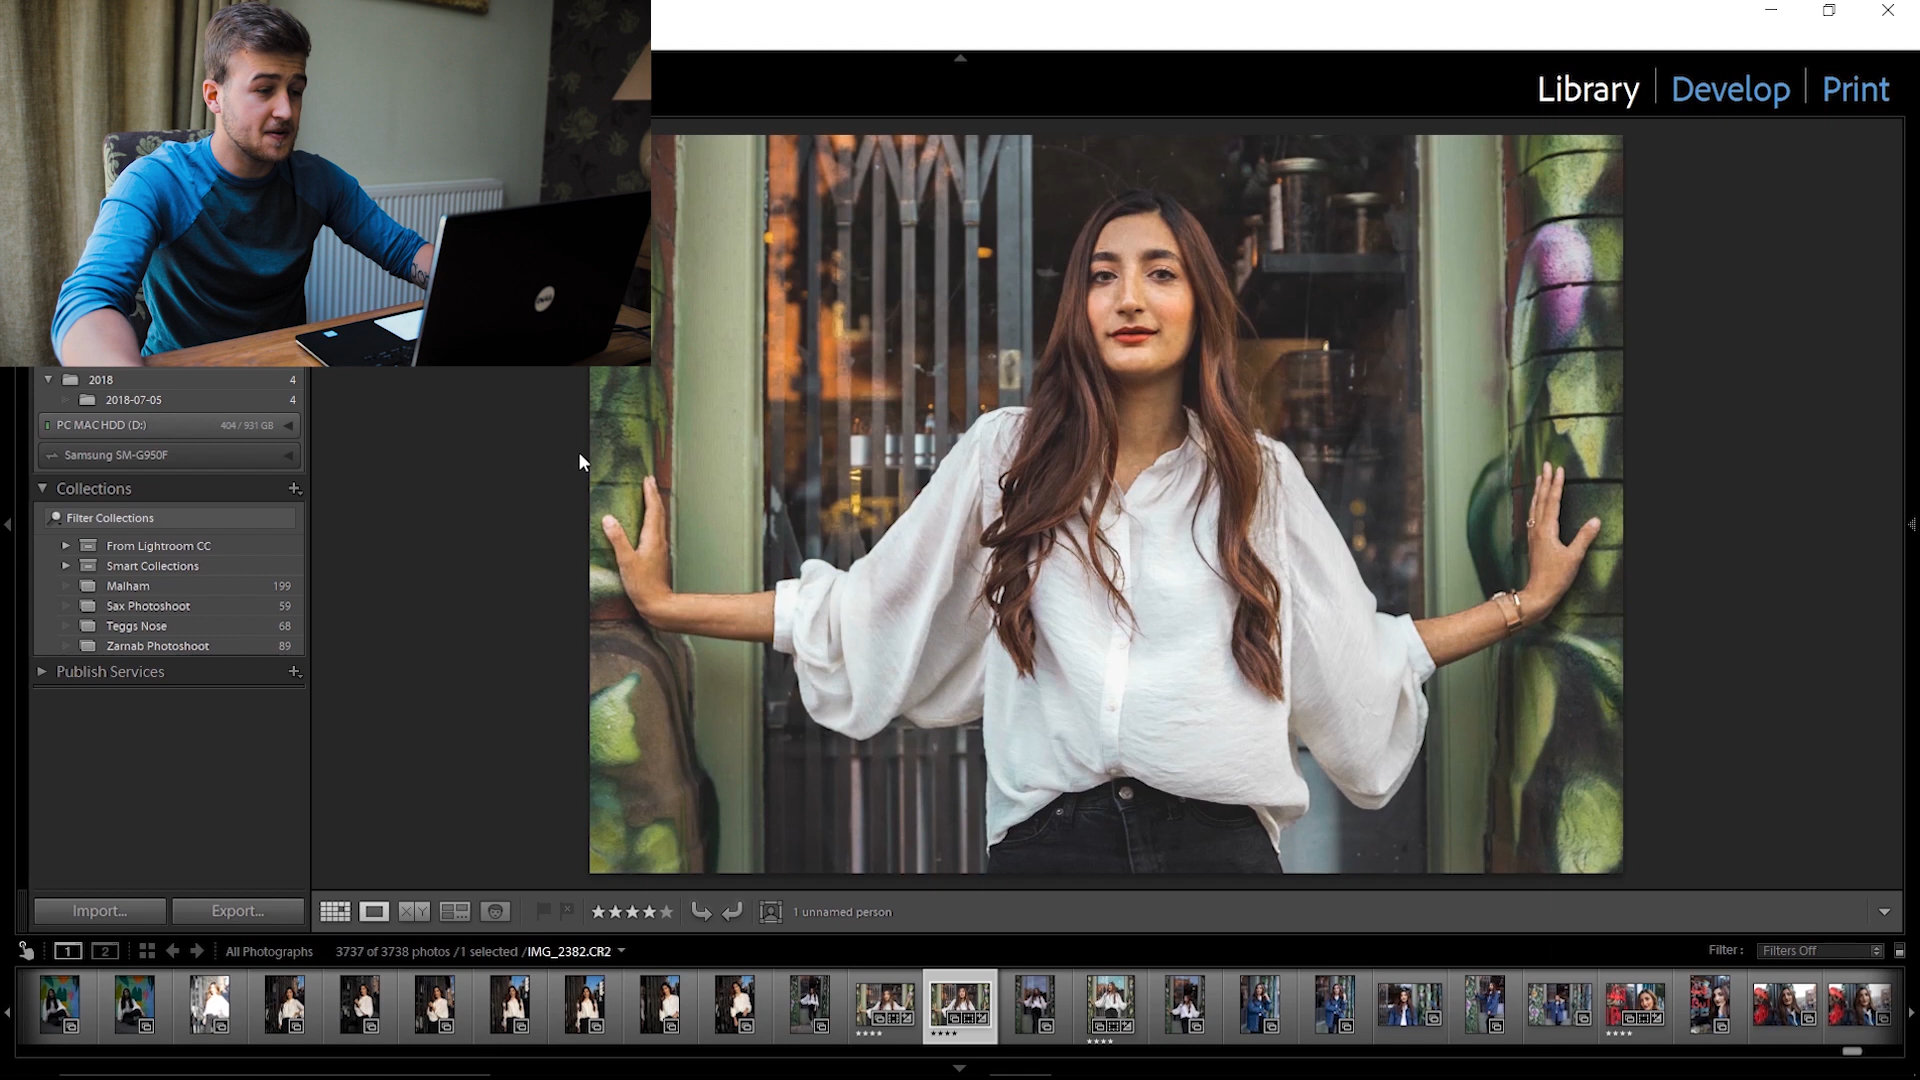 Library Develop Print
DELL
2018 4
2018-07-05 4
PC MAC HDD (D:) 404 / 931 GB
Samsung SM-G950F
Collections
Filter Collections
From Lightroom CC
Smart Collections
Malham 199
Sax Photoshoot 59
Teggs Nose 68
Zarnab Photoshoot 89
Publish Services
Import... Export... XY 1 unnamed person
1 2 All Photographs 3737 of 3738 photos / 1 selected / IMG_2382.CR2 Filter : Filters Off